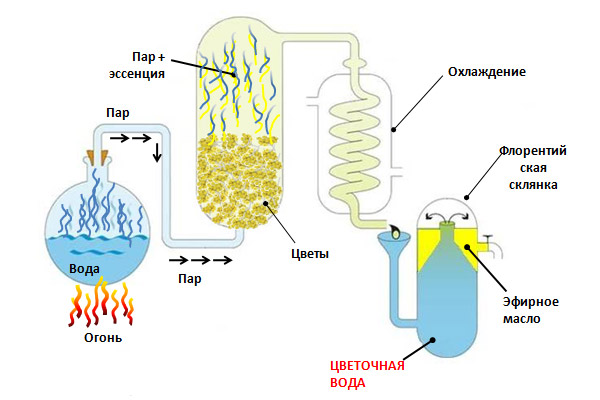 Пар +
эссенция
Охлаждение
Пар
Флорентий
ская
склянка
Цветы
Вода
Пар
Эфирное
масло
Огонь
ЦВЕТОЧНАЯ
ВОДА